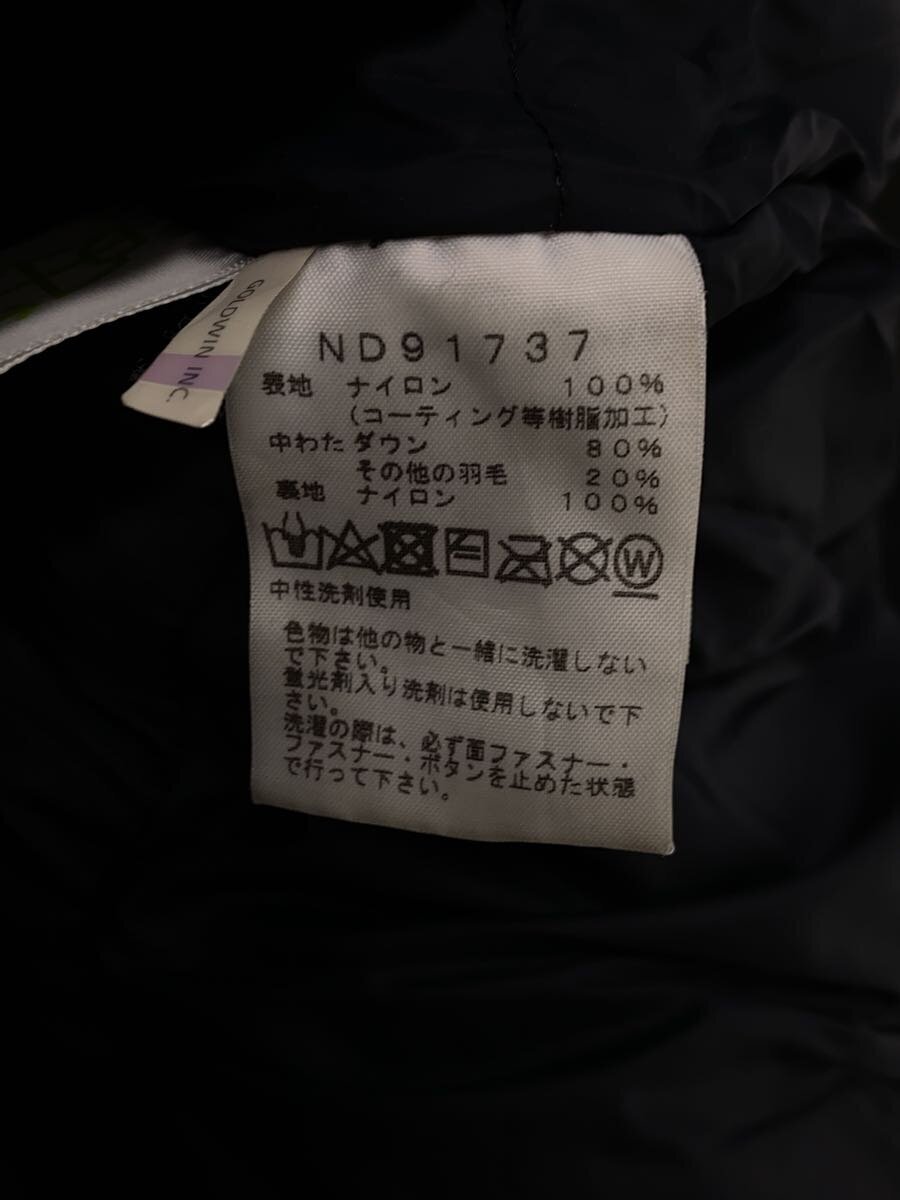 GOLDWIN INC.
ND91737
表地 ナイロン 100%
(コーティング等樹脂加工)
中わた ダウン 80%
その他の羽毛 20%
裏地 ナイロン 100%
W
中性洗剤使用
色物は他の物と一緒に洗濯しない
で下さい。
蛍光剤入り洗剤は使用しないで下
さい。
洗濯の際は、必ず面ファスナー・
ファスナー・ボタンを止めた状態
で行って下さい。